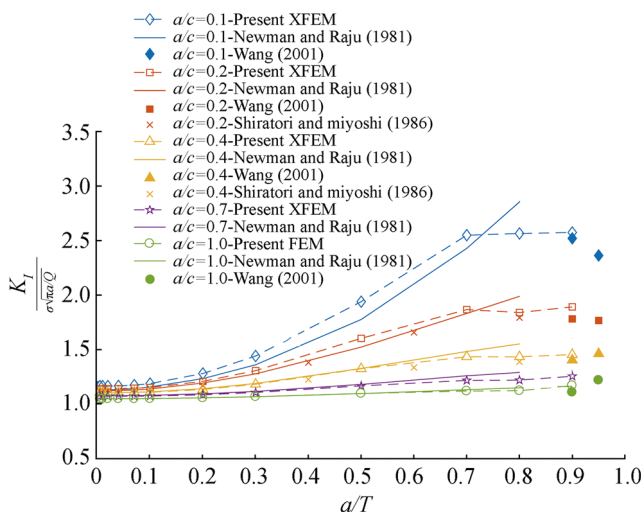 a/c=0.1-Present XFEM
a/c=0.1-Newman and Raju (1981)
a/c=0.1-Wang (2001)
a/c=0.2-Present XFEM
a/c=0.2-Newman and Raju (1981)
a/c=0.2-Wang (2001)
a/c=0.2-Shiratori and miyoshi (1986)
a/c=0.4-Present XFEM
a/c=0.4-Newman and Raju (1981)
a/c=0.4-Wang (2001)
a/c=0.4-Shiratori and miyoshi (1986)
a/c=0.7-Present XFEM
a/c=0.7-Newman and Raju (1981)
a/c=1.0-Present FEM
a/c=1.0-Newman and Raju (1981)
a/c=1.0-Wang (2001)
3.5
3.0
2.5
2.0
1.5
1.0
0.5
K_I
σ√πa/Q
0 0.1 0.2 0.3 0.4 0.5 0.6 0.7 0.8 0.9 1.0
a/T